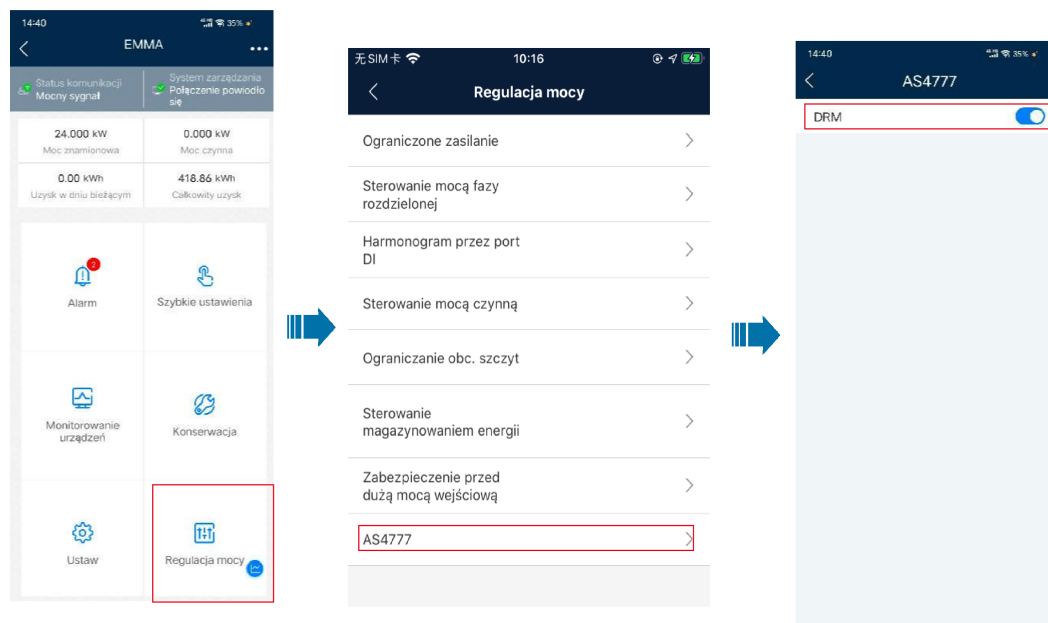 14:40
35%
EMMA
Status komunikacji
Mocny sygnał
System zarządzania
Połączenie powiodło
się
24.000 kW
Moc znamionowa
0.000 kW
Moc czynna
0.00 kWh
Uzysk w dniu bieżącym
418.86 kWh
Całkowity uzysk
2
Alarm
Szybkie ustawienia
Monitorowanie
urządzeń
Konserwacja
Ustaw
Regulacja mocy
无SIM卡
10:16
Regulacja mocy
Ograniczone zasilanie
Sterowanie mocą fazy
rozdzielonej
Harmonogram przez port
DI
Sterowanie mocą czynną
Ograniczanie obc. szczyt
Sterowanie
magazynowaniem energii
Zabezpieczenie przed
dużą mocą wejściową
AS4777
14:40
35%
AS4777
DRM